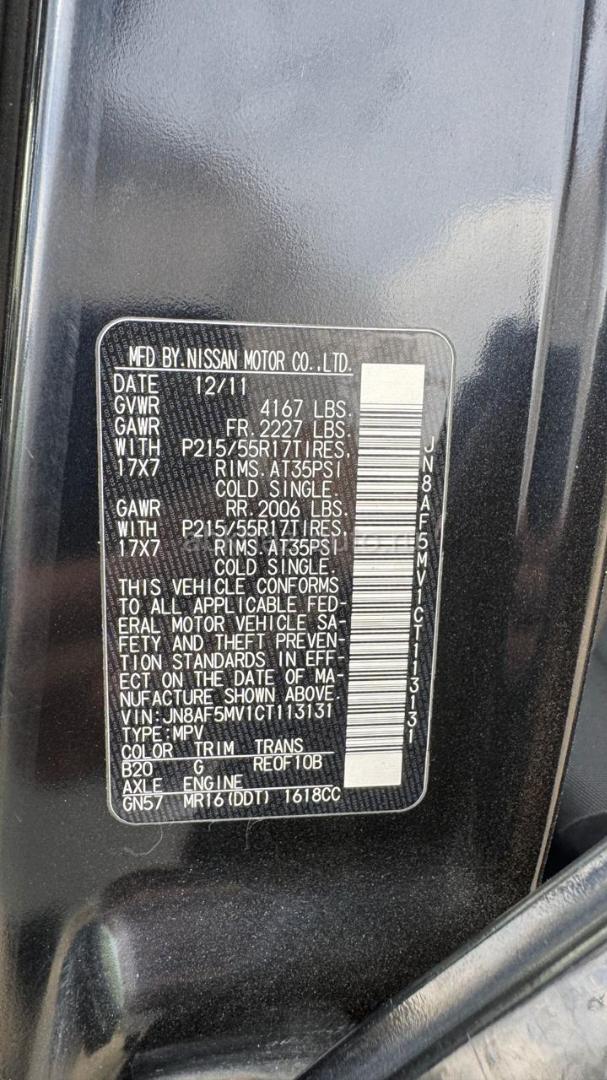 MFD BY.NISSAN MOTOR CO.,LTD.
DATE 12/11
GVWR 4167 LBS.
GAWR FR.2227 LBS.
WITH P215/55R17TIRES,
17X7 RIMS.AT35PSI
COLD SINGLE.
GAWR RR.2006 LBS.
WITH P215/55R17TIRES,
17X7 RIMS.AT35PSI
COLD SINGLE.
THIS VEHICLE CONFORMS
TO ALL APPLICABLE FED-
ERAL MOTOR VEHICLE SA-
FETY AND THEFT PREVEN-
TION STANDARDS IN EFF-
ECT ON THE DATE OF MA-
NUFACTURE SHOWN ABOVE.
VIN:JN8AF5MV1CT113131
TYPE:MPV
COLOR TRIM TRANS
B20 G RE0F10B
AXLE ENGINE
GN57 MR16(DDT) 1618CC
JN8AF5MV1CT113131